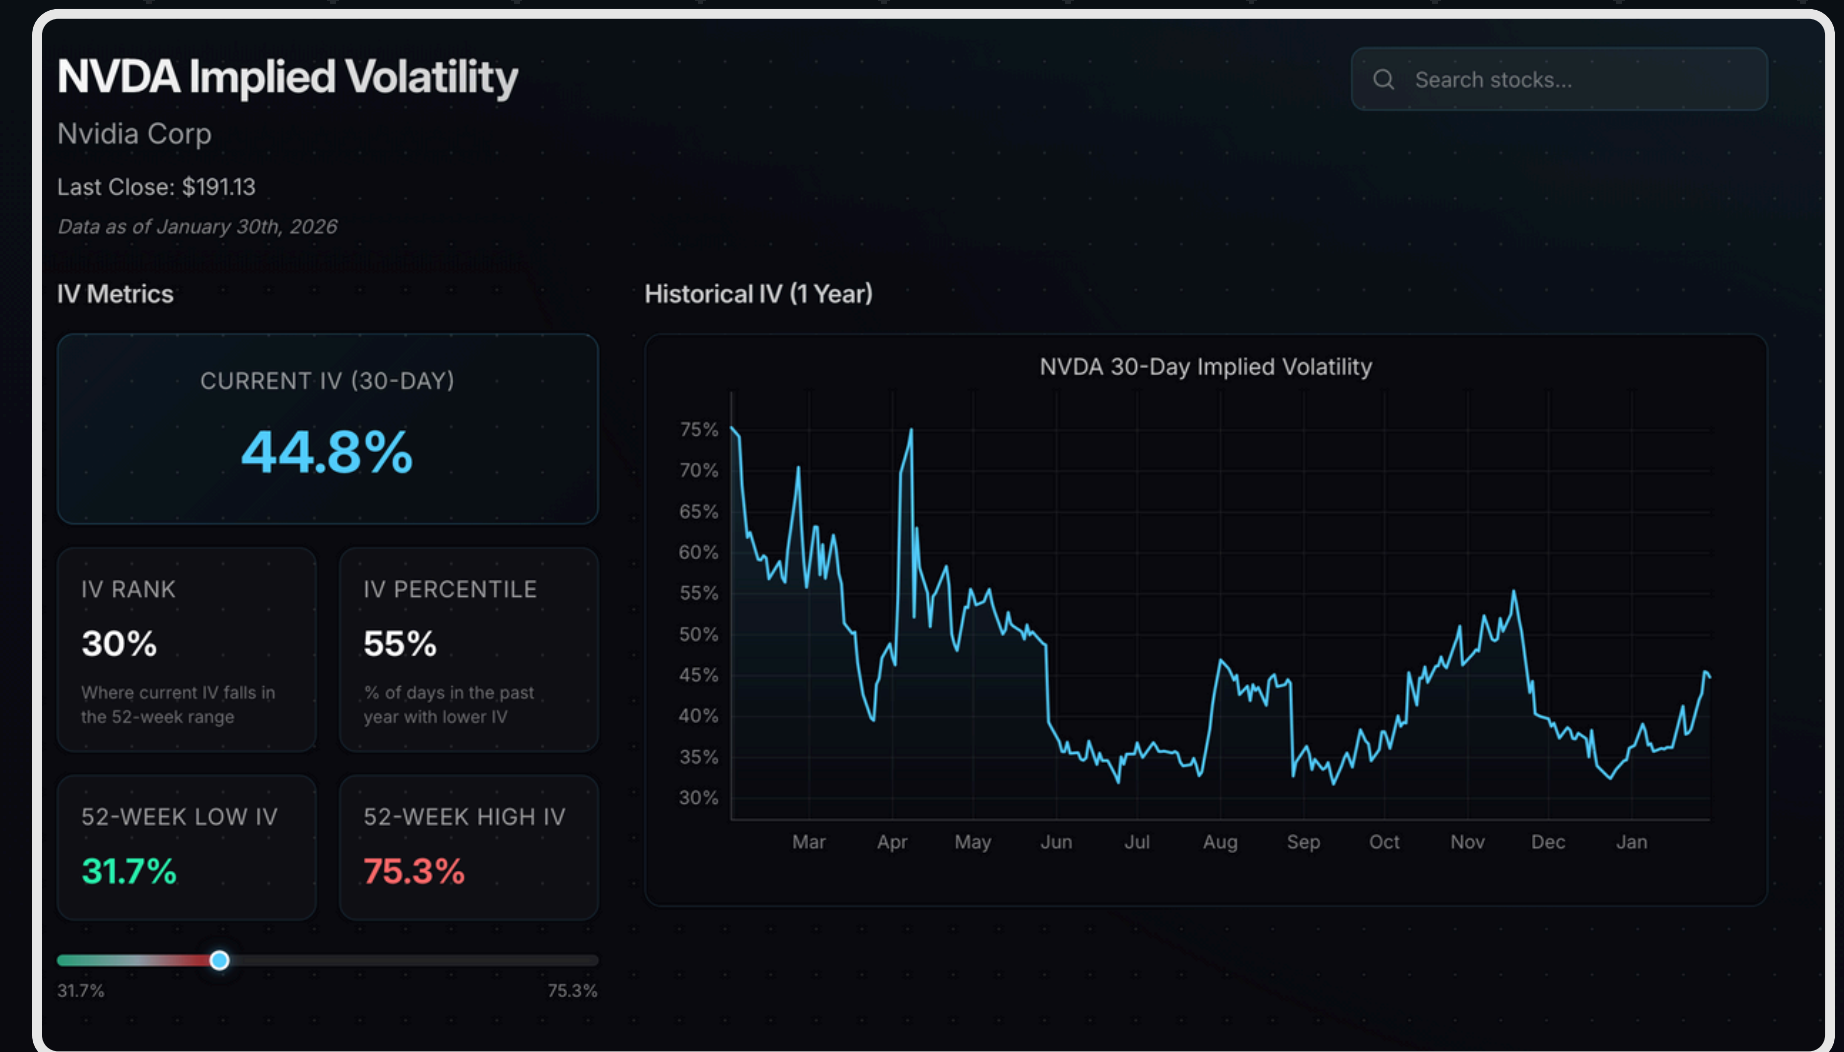 NVDA Implied Volatility
Search stocks...
Nvidia Corp
Last Close: $191.13
Data as of January 30th, 2026
IV Metrics
CURRENT IV (30-DAY)
44.8%
IV RANK
30%
Where current IV falls in
the 52-week range
IV PERCENTILE
55%
% of days in the past
year with lower IV
52-WEEK LOW IV
31.7%
52-WEEK HIGH IV
75.3%
31.7%
75.3%
Historical IV (1 Year)
NVDA 30-Day Implied Volatility
75%
70%
65%
60%
55%
50%
45%
40%
35%
30%
Mar Apr May Jun Jul Aug Sep Oct Nov Dec Jan